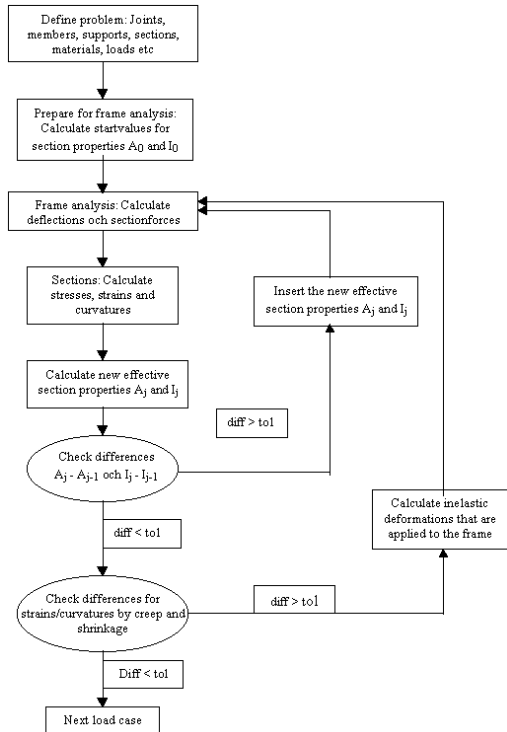 Define problem: Joints,
members, supports, sections,
materials, loads etc
Prepare for frame analysis:
Calculate startvalues for
section properties A0 and I0
Frame analysis: Calculate
deflections och sectionforces
Sections: Calculate
stresses, strains and
curvatures
Insert the new effective
section properties Aj and Ij
Calculate new effective
section properties Aj and Ij
diff > tol
Check differences
Aj - Aj-1 och Ij - Ij-1
Calculate inelastic
deformations that are
applied to the frame
diff < tol
Check differences for
strains/curvatures by creep and
shrinkage
diff > tol
Diff < tol
Next load case